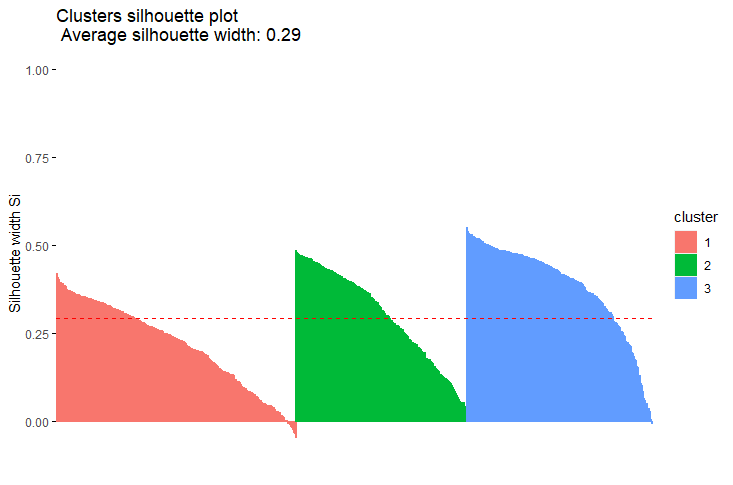 Clusters silhouette plot
Average silhouette width: 0.29
1.00
0.75
0.50
0.25
0.00
Silhouette width Si
cluster
1
2
3